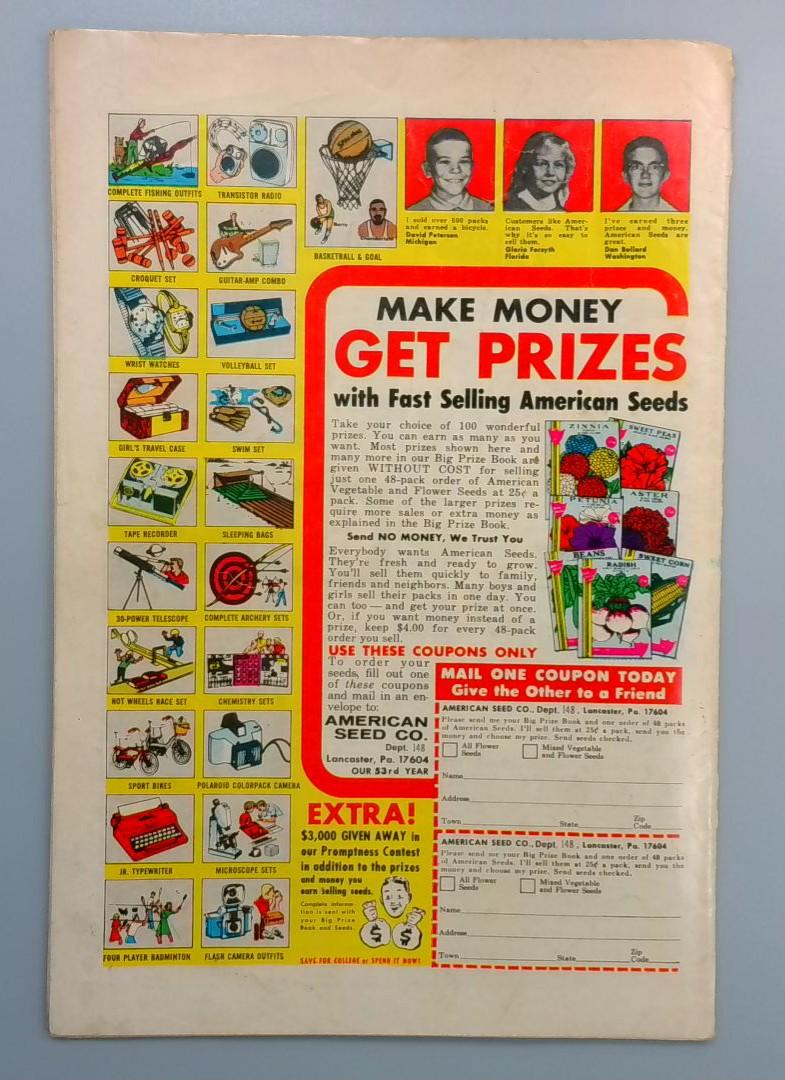 COMPLETE FISHING OUTFITS
TRANSISTOR RADIO
CROQUET SET
GUITAR-AMP COMBO
BASKETBALL & GOAL
WRIST WATCHES
VOLLEYBALL SET
GIRL'S TRAVEL CASE
SWIM SET
TAPE RECORDER
SLEEPING BAGS
30-POWER TELESCOPE
COMPLETE ARCHERY SETS
HOT WHEELS RACE SET
CHEMISTRY SETS
SPORT BIKES
POLAROID COLORPACK CAMERA
JR. TYPEWRITER
MICROSCOPE SETS
FOUR PLAYER BADMINTON
FLASH CAMERA OUTFITS
I sold over 500 packs
and earned a bicycle.
David Peterson
Michigan
Customers like Amer-
ican Seeds. That's
why it's so easy to
sell them.
Gloria Forsyth
Florida
I've earned three
prizes and money.
American Seeds are
great.
Dan Bollard
Washington
MAKE MONEY
GET PRIZES
with Fast Selling American Seeds
Take your choice of 100 wonderful
prizes. You can earn as many as you
want. Most prizes shown here and
many more in our Big Prize Book are
given WITHOUT COST for selling
just one 48-pack order of American
Vegetable and Flower Seeds at 25¢ a
pack. Some of the larger prizes re-
quire more sales or extra money as
explained in the Big Prize Book.
Send NO MONEY, We Trust You
Everybody wants American Seeds.
They're fresh and ready to grow.
You'll sell them quickly to family,
friends and neighbors. Many boys and
girls sell their packs in one day. You
can too — and get your prize at once.
Or, if you want money instead of a
prize, keep $4.00 for every 48-pack
order you sell.
ZINNIA
SWEET PEAS
PETUNIA
ASTER
BEANS
RADISH
SWEET CORN
USE THESE COUPONS ONLY
To order your
seeds, fill out one
of these coupons
and mail in an en-
velope to:
AMERICAN
SEED CO.
Dept. 148
Lancaster, Pa. 17604
OUR 53rd YEAR
MAIL ONE COUPON TODAY
Give the Other to a Friend
AMERICAN SEED CO., Dept. 148, Lancaster, Pa. 17604
Please send me your Big Prize Book and one order of 48 packs
of American Seeds. I'll sell them at 25¢ a pack, send you the
money and choose my prize. Send seeds checked.
All Flower
Seeds
Mixed Vegetable
and Flower Seeds
Name
Address
Town State Zip
Code
AMERICAN SEED CO., Dept. 148, Lancaster, Pa. 17604
Please send me your Big Prize Book and one order of 48 packs
of American Seeds. I'll sell them at 25¢ a pack, send you the
money and choose my prize. Send seeds checked.
All Flower
Seeds
Mixed Vegetable
and Flower Seeds
Name
Address
Town State Zip
Code
EXTRA!
$3,000 GIVEN AWAY in
our Promptness Contest
in addition to the prizes
and money you
earn selling seeds.
Complete informa-
tion is sent with
your Big Prize
Book and Seeds.
$ $
SAVE FOR COLLEGE or SPEND IT NOW!